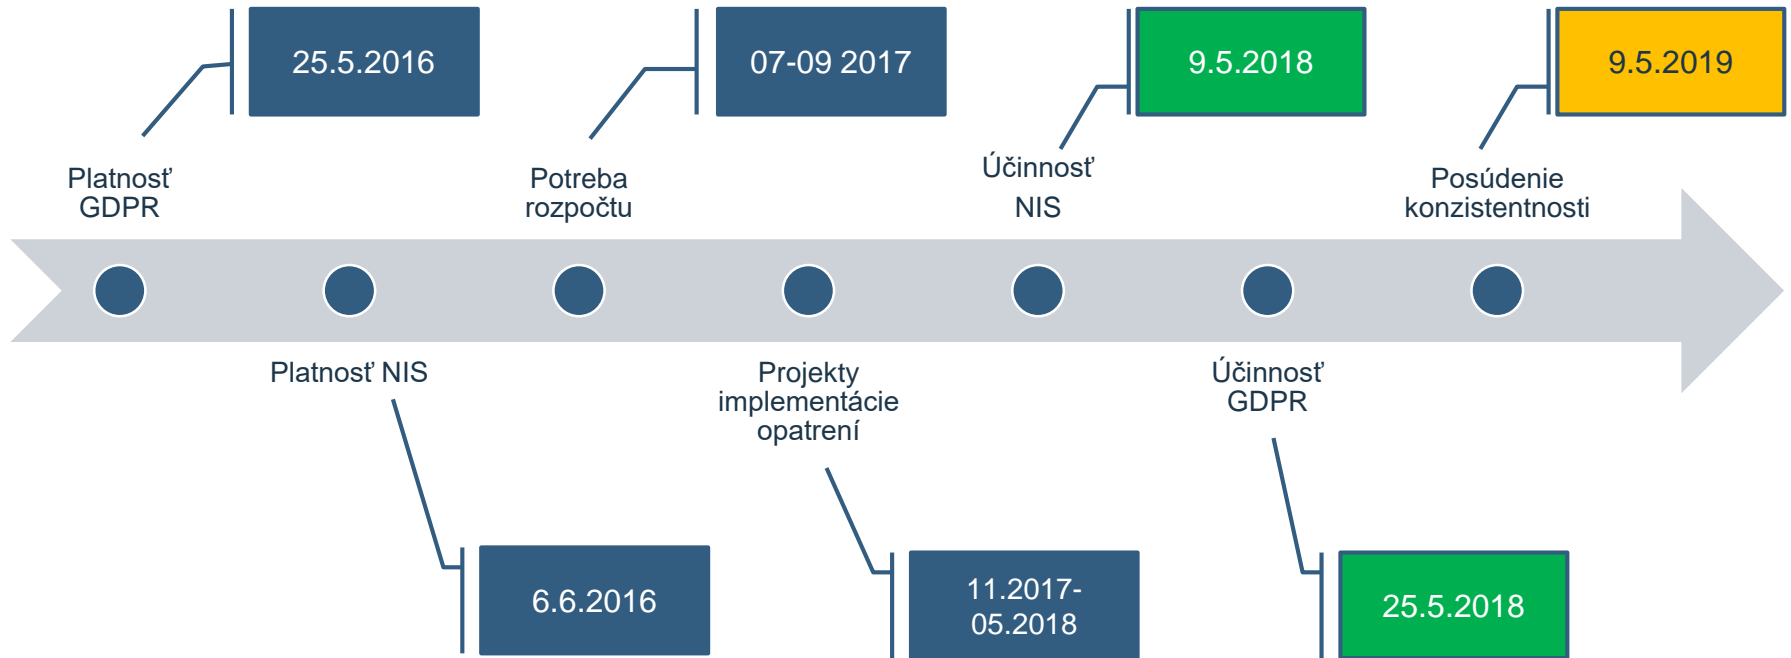 25.5.2016
07-09 2017
9.5.2018
9.5.2019
Platnosť
GDPR
Potreba
rozpočtu
Účinnosť
NIS
Posúdenie
konzistentnosti
Platnosť NIS
Projekty
implementácie
opatrení
Účinnosť
GDPR
6.6.2016
11.2017-
05.2018
25.5.2018